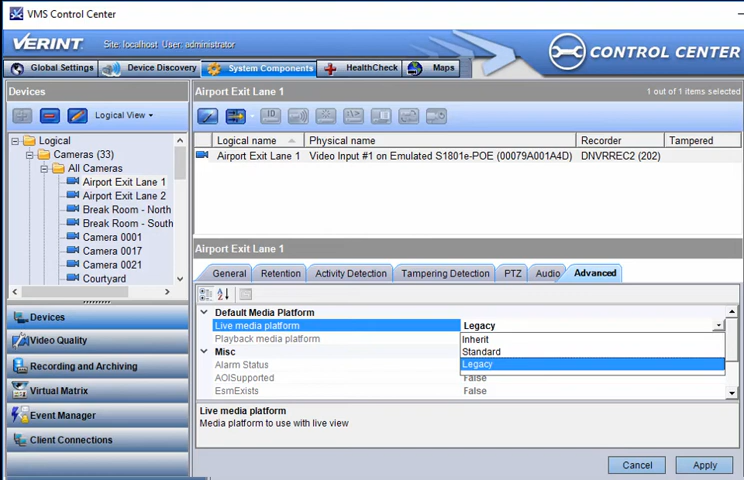 VMS Control Center
VERINT
Site: localhost User: administrator
CONTROL CENTER
Global Settings Device Discovery System Components HealthCheck Maps
Devices
Logical View
Logical
Cameras (33)
All Cameras
Airport Exit Lane 1
Airport Exit Lane 2
Break Room - North
Break Room - South
Camera 0001
Camera 0017
Camera 0021
Courtyard
Devices
Video Quality
Recording and Archiving
Virtual Matrix
Event Manager
Client Connections
Airport Exit Lane 1 1 out of 1 items selected
ID
Logical name Physical name Recorder Tampered
Airport Exit Lane 1 Video Input #1 on Emulated S1801e-POE (00079A001A4D) DNVRREC2 (202)
Airport Exit Lane 1
General Retention Activity Detection Tampering Detection PTZ Audio Advanced
Default Media Platform
Live media platform Legacy
Playback media platform Inherit
Standard
Misc
Alarm Status Legacy
AOISupported False
EsmExists False
Live media platform
Media platform to use with live view
Cancel Apply